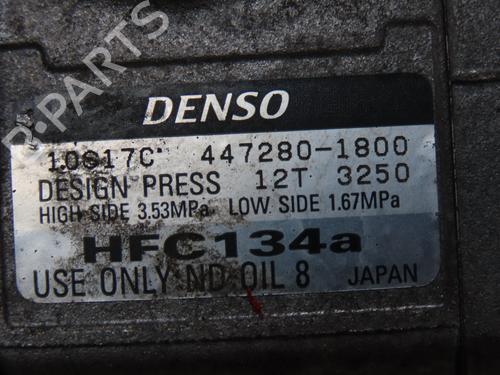 B-PARTS
DENSO
10S17C 447280-1800
DESIGN PRESS 12T 3250
HIGH SIDE 3.53MPa LOW SIDE 1.67MPa
HFC134a
USE ONLY ND OIL 8 JAPAN